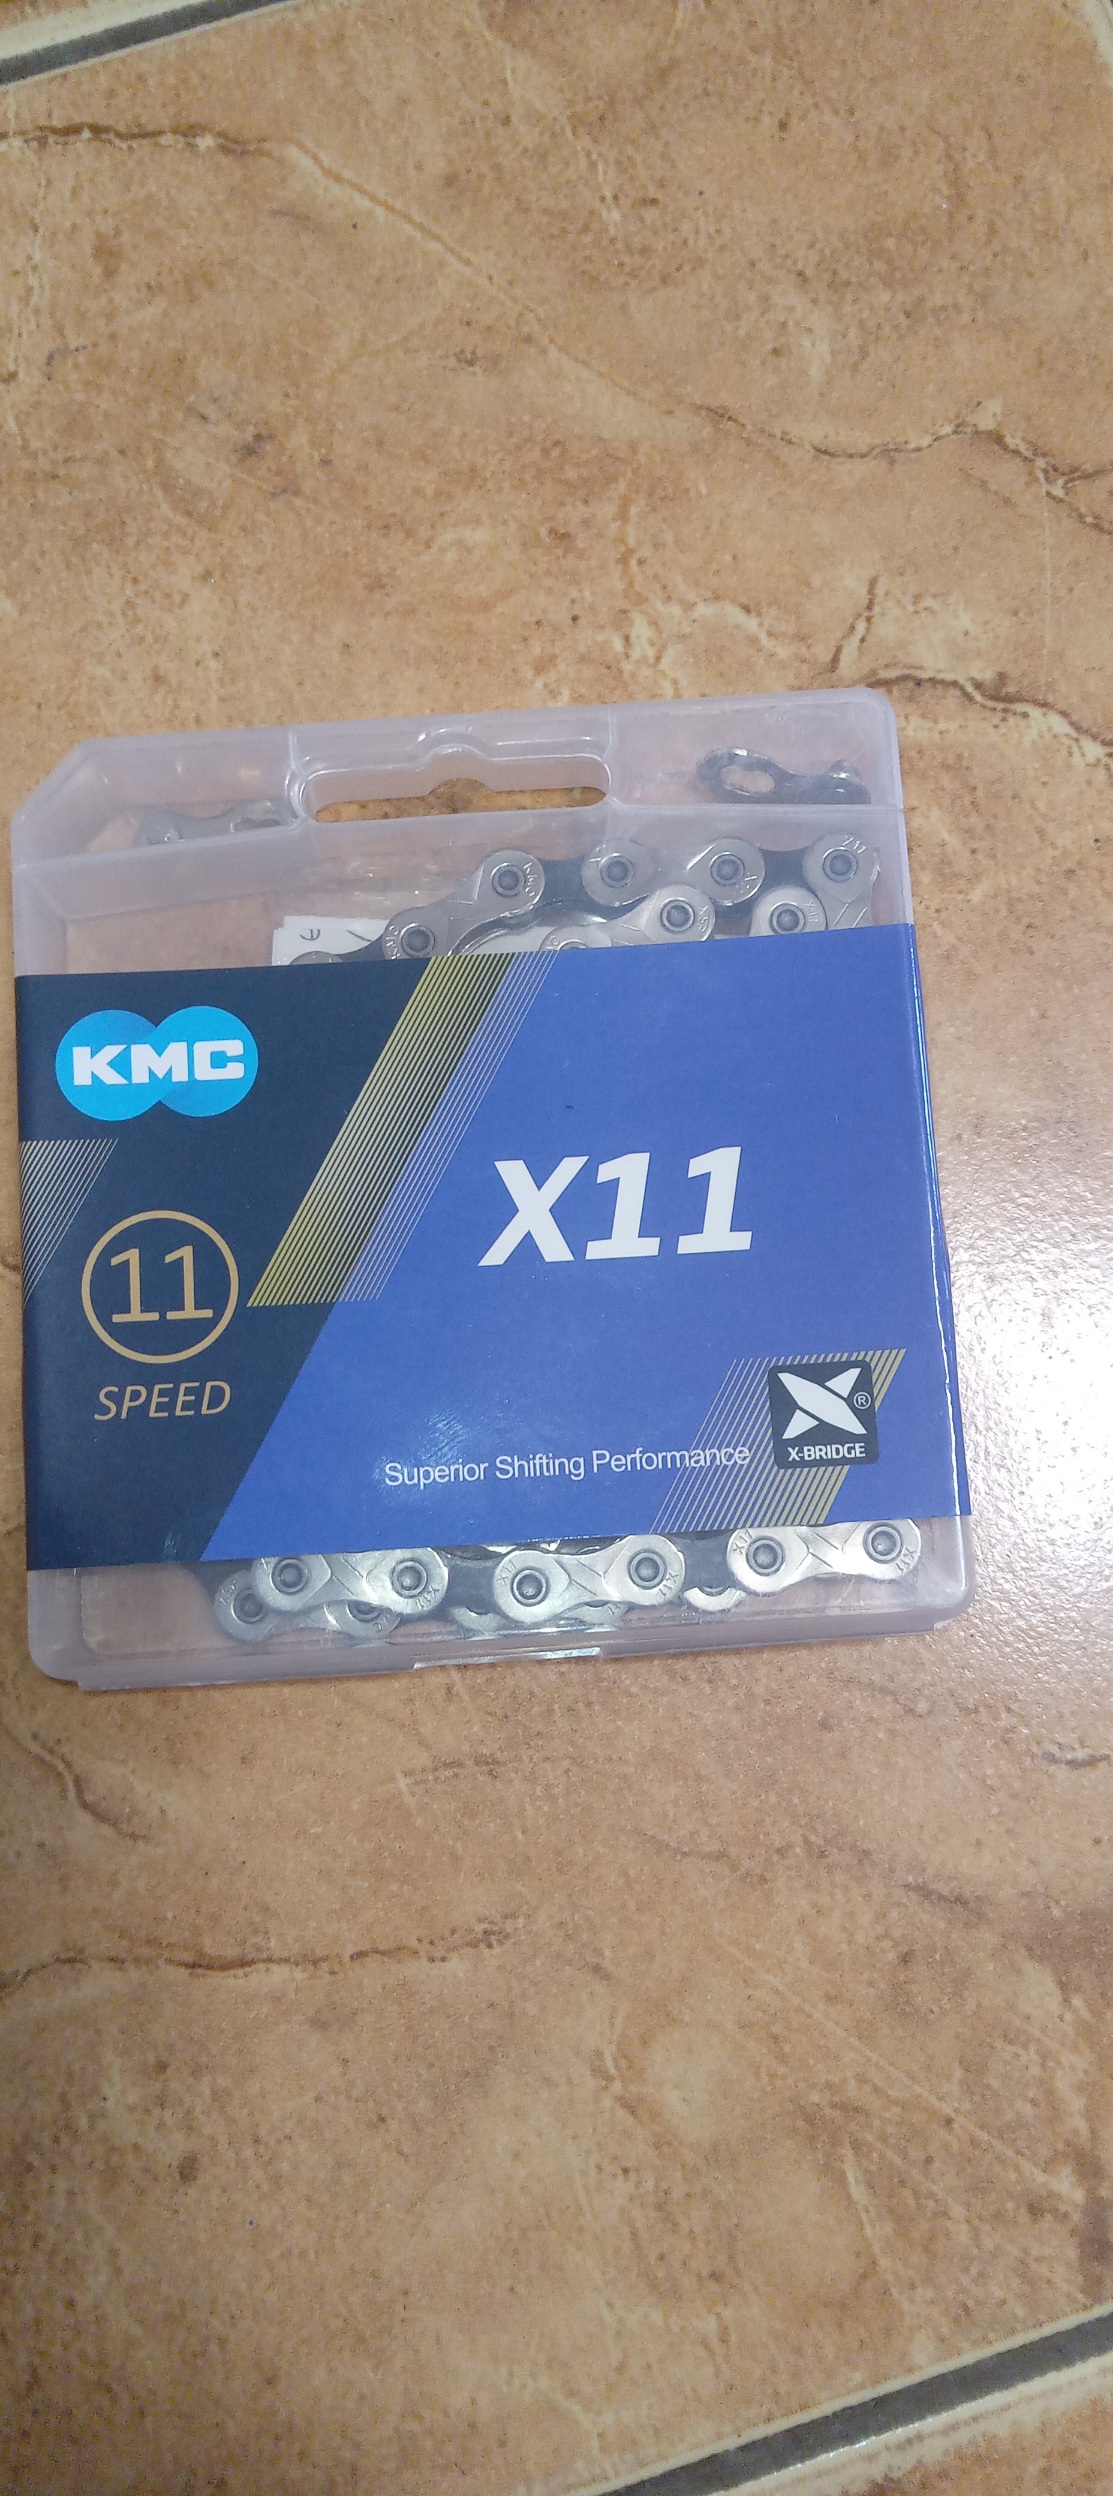 KMC
X11
11
SPEED
Superior Shifting Performance
®
X-BRIDGE